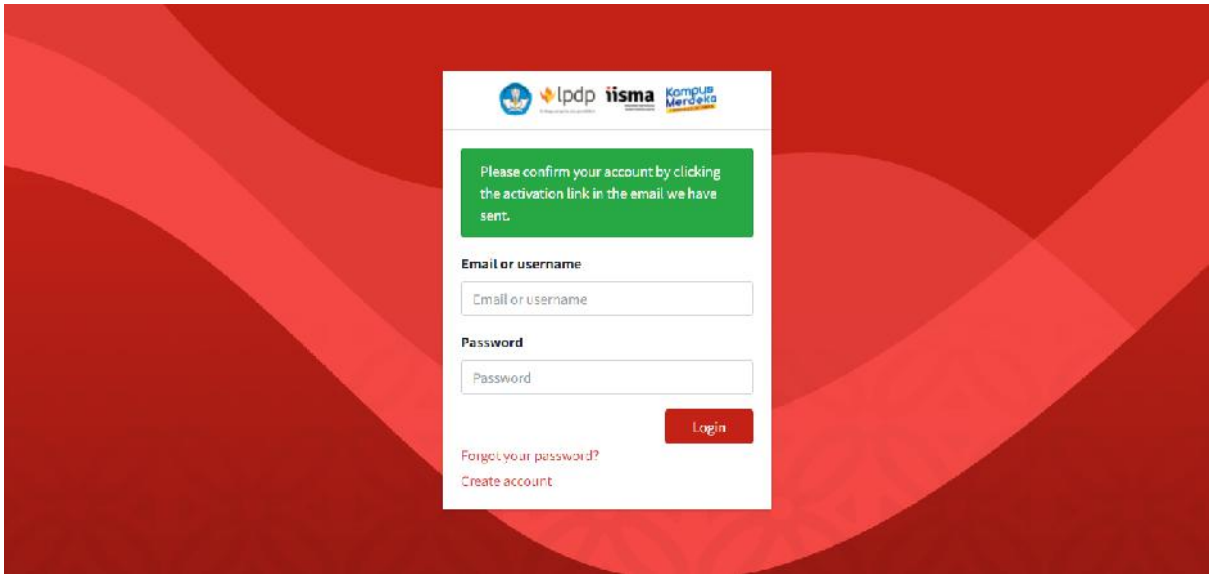 lpdp iisma Kampus
Merdeka
Please confirm your account by clicking
the activation link in the email we have
sent.
Email or username
Email or username
Password
Password
Login
Forgot your password?
Create account